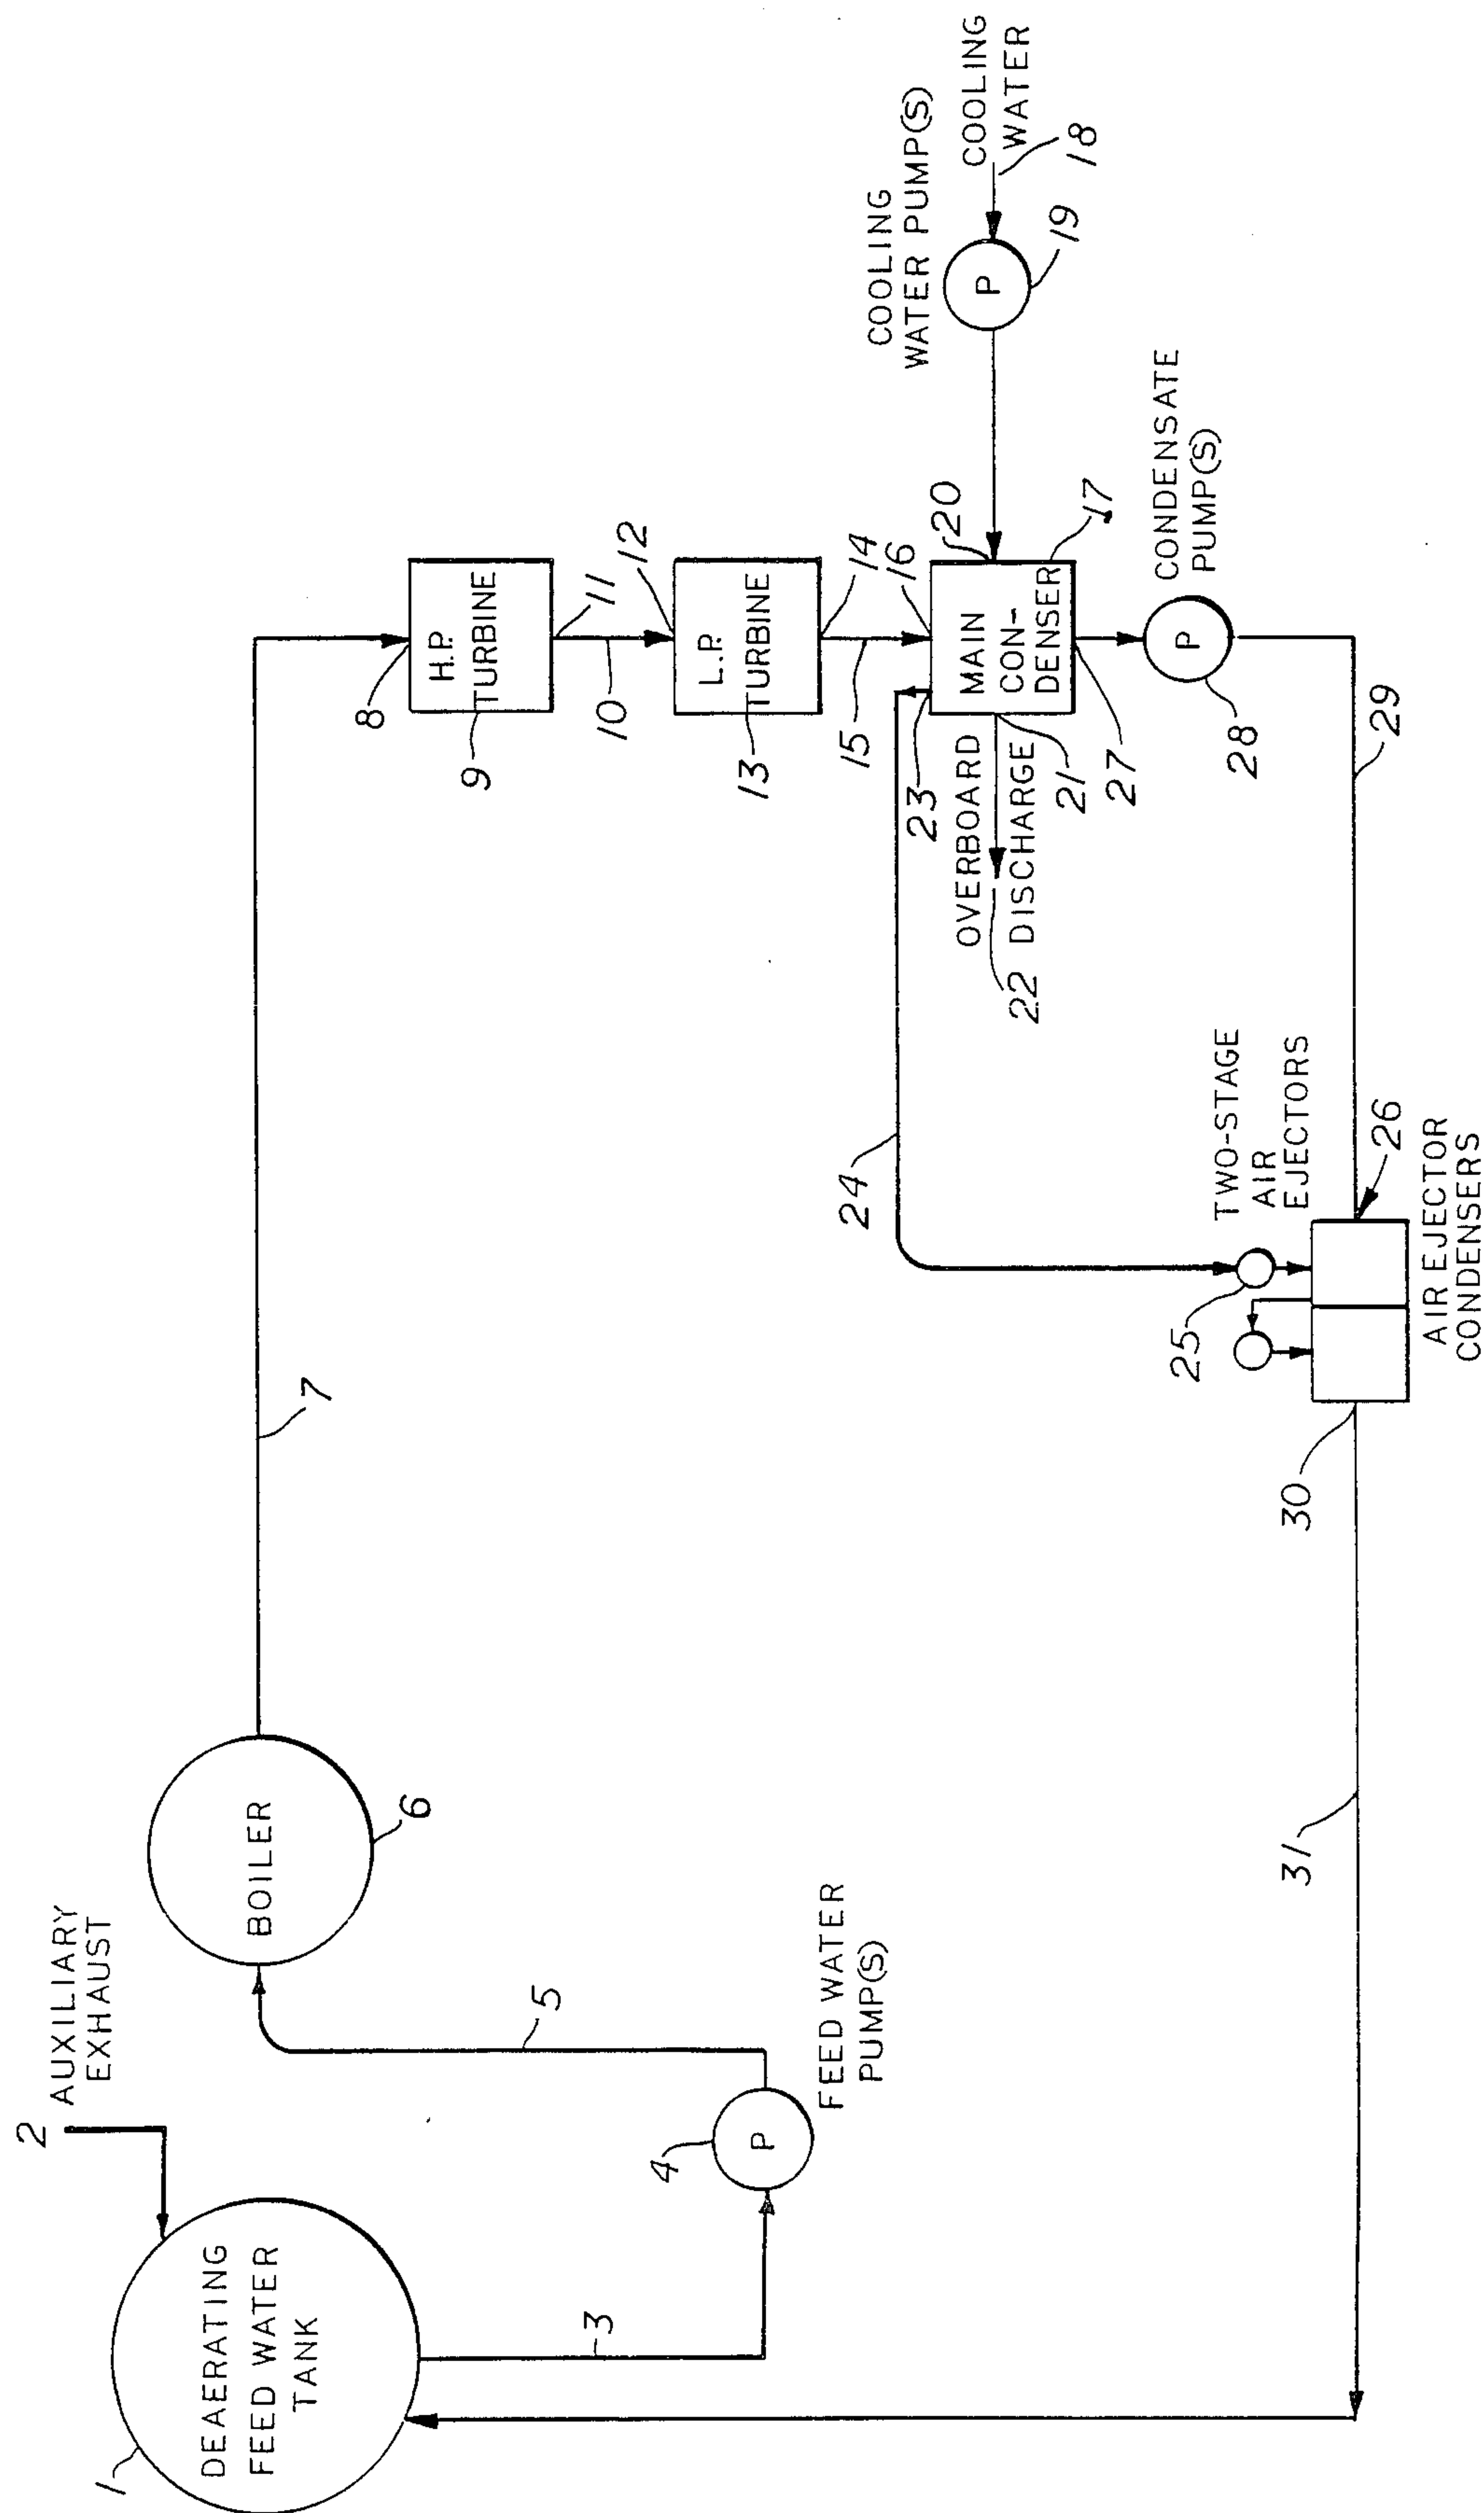 2
AUXILIARY
EXHAUST
1
DEAERATING
FEED WATER
TANK
3
4
P
FEED WATER
PUMP(S)
5
BOILER
6
7
8
H.P.
TURBINE
9
10
11
12
L.P.
TURBINE
13
14
15
16
MAIN
CON-
DENSER
17
COOLING
WATER
18
COOLING
WATER PUMP(S)
P
19
20
21
OVERBOARD
DISCHARGE
22
23
24
TWO-STAGE
AIR
EJECTORS
25
26
AIR EJECTOR
CONDENSERS
27
CONDENSATE
PUMP(S)
P
28
29
30
31